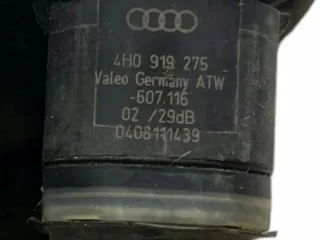 4H0 919 275
Valeo Germany ATW
-607.116
02 /29dB
0408111439